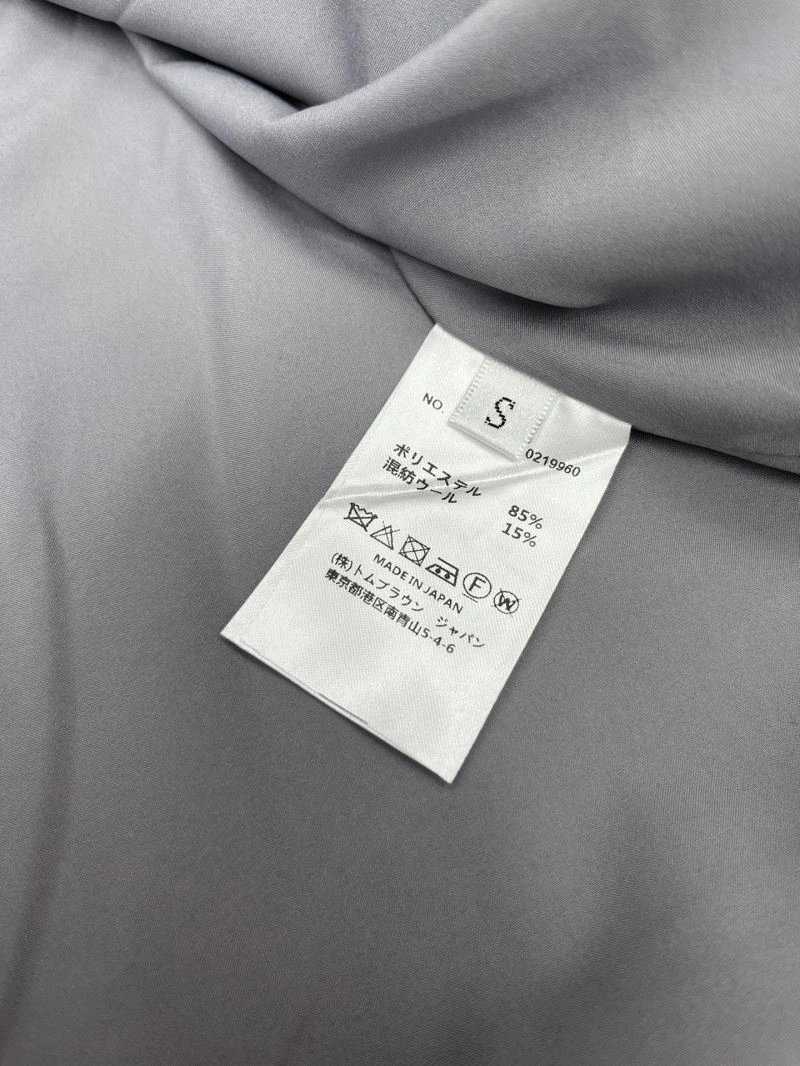 S
NO. 0219960
ポリエステル 85%
混紡ウール 15%
F W
MADE IN JAPAN
(株)トムブラウン ジャパン
東京都港区南青山5-4-6